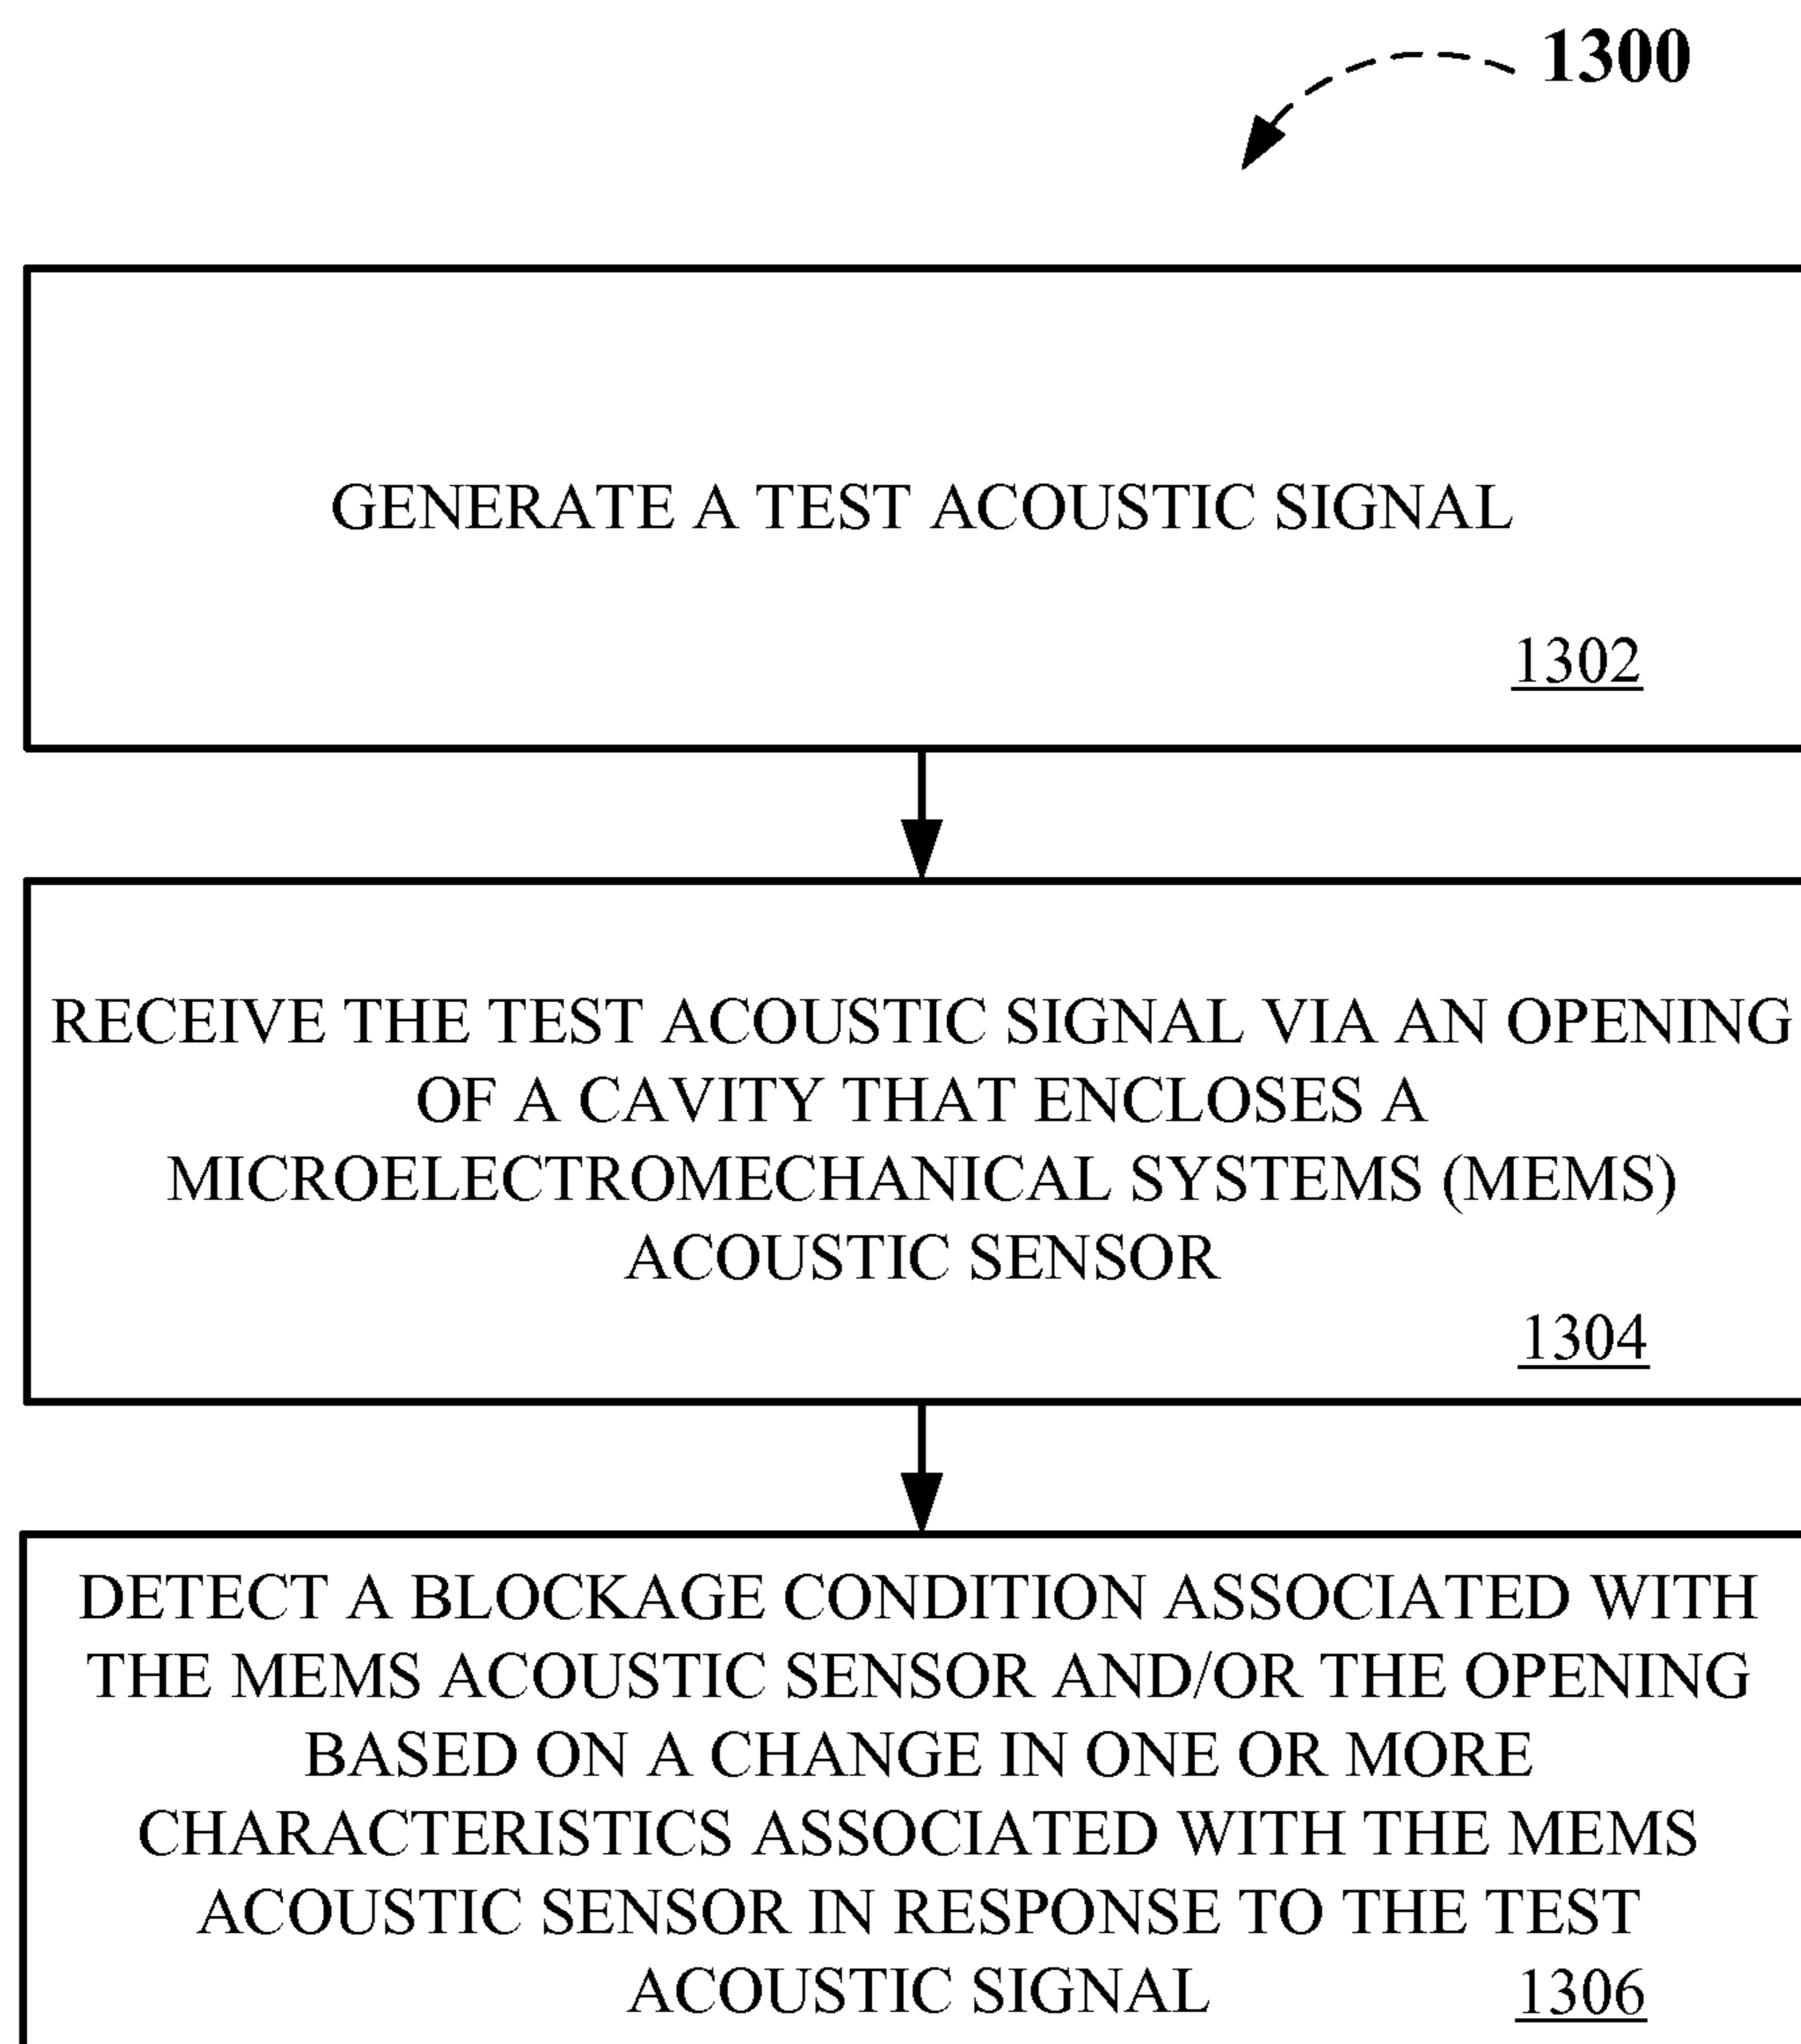 1300
GENERATE A TEST ACOUSTIC SIGNAL
1302
RECEIVE THE TEST ACOUSTIC SIGNAL VIA AN OPENING
OF A CAVITY THAT ENCLOSES A
MICROELECTROMECHANICAL SYSTEMS (MEMS)
ACOUSTIC SENSOR
1304
DETECT A BLOCKAGE CONDITION ASSOCIATED WITH
THE MEMS ACOUSTIC SENSOR AND/OR THE OPENING
BASED ON A CHANGE IN ONE OR MORE
CHARACTERISTICS ASSOCIATED WITH THE MEMS
ACOUSTIC SENSOR IN RESPONSE TO THE TEST
ACOUSTIC SIGNAL 1306